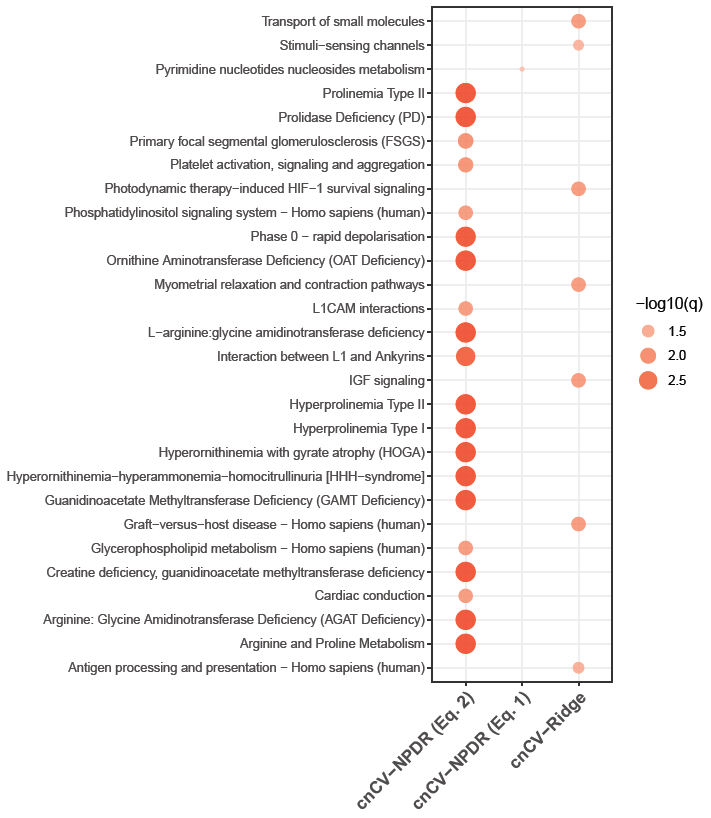 Transport of small molecules
Stimuli−sensing channels
Pyrimidine nucleotides nucleosides metabolism
Prolinemia Type II
Prolidase Deficiency (PD)
Primary focal segmental glomerulosclerosis (FSGS)
Platelet activation, signaling and aggregation
Photodynamic therapy−induced HIF−1 survival signaling
Phosphatidylinositol signaling system − Homo sapiens (human)
Phase 0 − rapid depolarisation
Ornithine Aminotransferase Deficiency (OAT Deficiency)
Myometrial relaxation and contraction pathways
L1CAM interactions
L−arginine:glycine amidinotransferase deficiency
Interaction between L1 and Ankyrins
IGF signaling
Hyperprolinemia Type II
Hyperprolinemia Type I
Hyperornithinemia with gyrate atrophy (HOGA)
Hyperornithinemia−hyperammonemia−homocitrullinuria [HHH−syndrome]
Guanidinoacetate Methyltransferase Deficiency (GAMT Deficiency)
Graft−versus−host disease − Homo sapiens (human)
Glycerophospholipid metabolism − Homo sapiens (human)
Creatine deficiency, guanidinoacetate methyltransferase deficiency
Cardiac conduction
Arginine: Glycine Amidinotransferase Deficiency (AGAT Deficiency)
Arginine and Proline Metabolism
Antigen processing and presentation − Homo sapiens (human)
cnCV−NPDR (Eq. 2)
cnCV−NPDR (Eq. 1)
cnCV−Ridge
−log10(q)
1.5
2.0
2.5